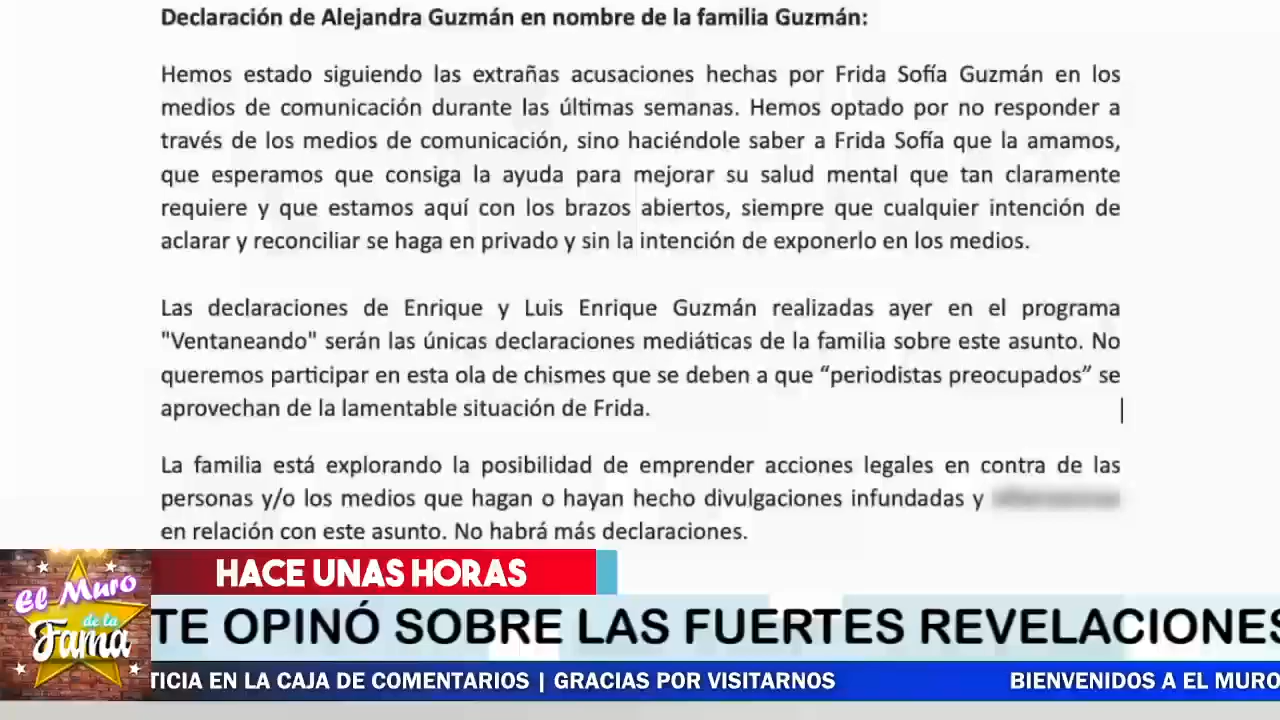 Declaración de Alejandra Guzmán en nombre de la familia Guzmán:
Hemos estado siguiendo las extrañas acusaciones hechas por Frida Sofía Guzmán en los
medios de comunicación durante las últimas semanas. Hemos optado por no responder a
través de los medios de comunicación, sino haciéndole saber a Frida Sofía que la amamos,
que esperamos que consiga la ayuda para mejorar su salud mental que tan claramente
requiere y que estamos aquí con los brazos abiertos, siempre que cualquier intención de
aclarar y reconciliar se haga en privado y sin la intención de exponerlo en los medios.
Las declaraciones de Enrique y Luis Enrique Guzmán realizadas ayer en el programa
"Ventaneando" serán las únicas declaraciones mediáticas de la familia sobre este asunto. No
queremos participar en esta ola de chismes que se deben a que “periodistas preocupados” se
aprovechan de la lamentable situación de Frida.
La familia está explorando la posibilidad de emprender acciones legales en contra de las
personas y/o los medios que hagan o hayan hecho divulgaciones infundadas y
en relación con este asunto. No habrá más declaraciones.
HACE UNAS HORAS
El Muro
de la
Fama
TE OPINÓ SOBRE LAS FUERTES REVELACIONES
TICIA EN LA CAJA DE COMENTARIOS | GRACIAS POR VISITARNOS BIENVENIDOS A EL MURO